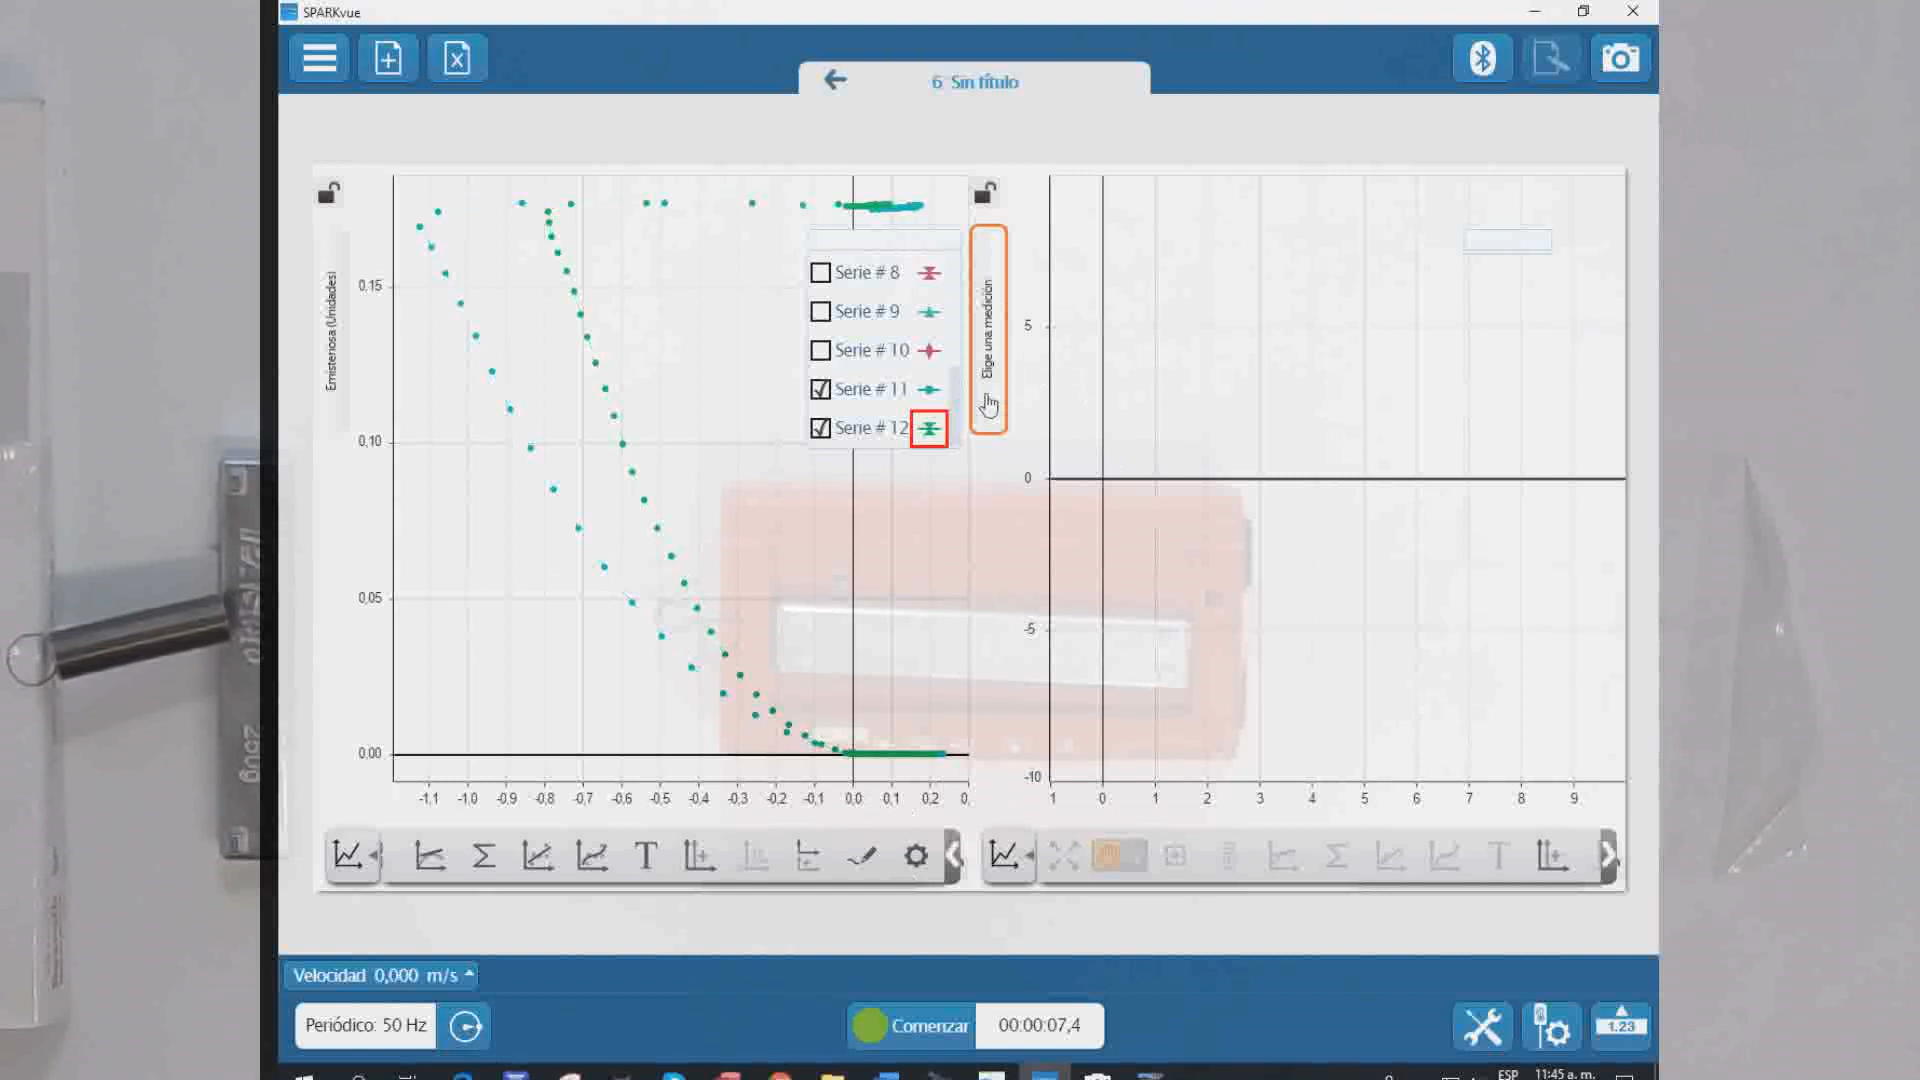 SPARKvue
6 Sin título
Emisteriosa (Unidades)
0,15
0,10
0,05
0,00
-1,1 -1,0 -0,9 -0,8 -0,7 -0,6 -0,5 -0,4 -0,3 -0,2 -0,1 0,0 0,1 0,2 0,
Serie # 8
Serie # 9
Serie # 10
Serie # 11
Serie # 12
Elige una medición
5
0
-5
-10
1 0 1 2 3 4 5 6 7 8 9
Velocidad 0,000 m/s
Periódico: 50 Hz
Comenzar 00:00:07,4
1.23
ESP 11:45 a. m.
250g